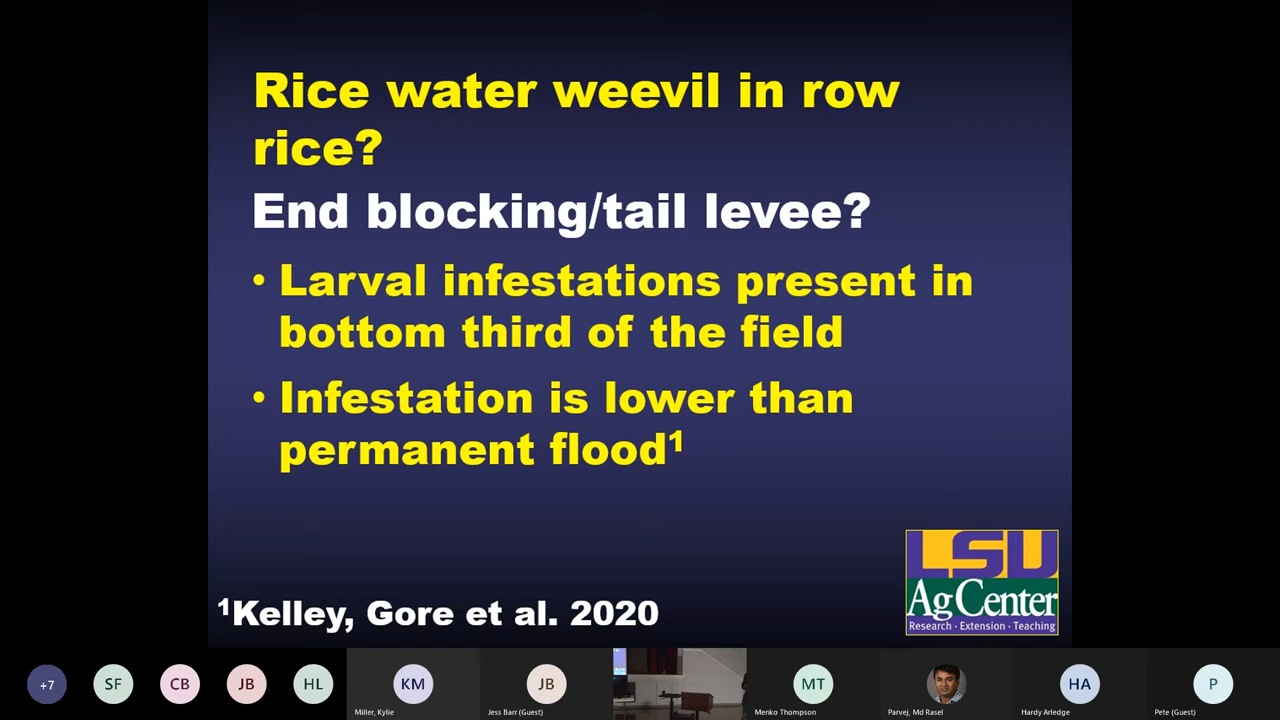 Rice water weevil in row
rice?
End blocking/tail levee?
• Larval infestations present in
bottom third of the field
• Infestation is lower than
permanent flood¹
¹Kelley, Gore et al. 2020
LSU
AgCenter
Research · Extension · Teaching
+7
SF
CB
JB
HL
KM
Miller, Kylie
JB
Jess Barr (Guest)
MT
Menko Thompson
Parvej, Md Rasel
HA
Hardy Arledge
P
Pete (Guest)